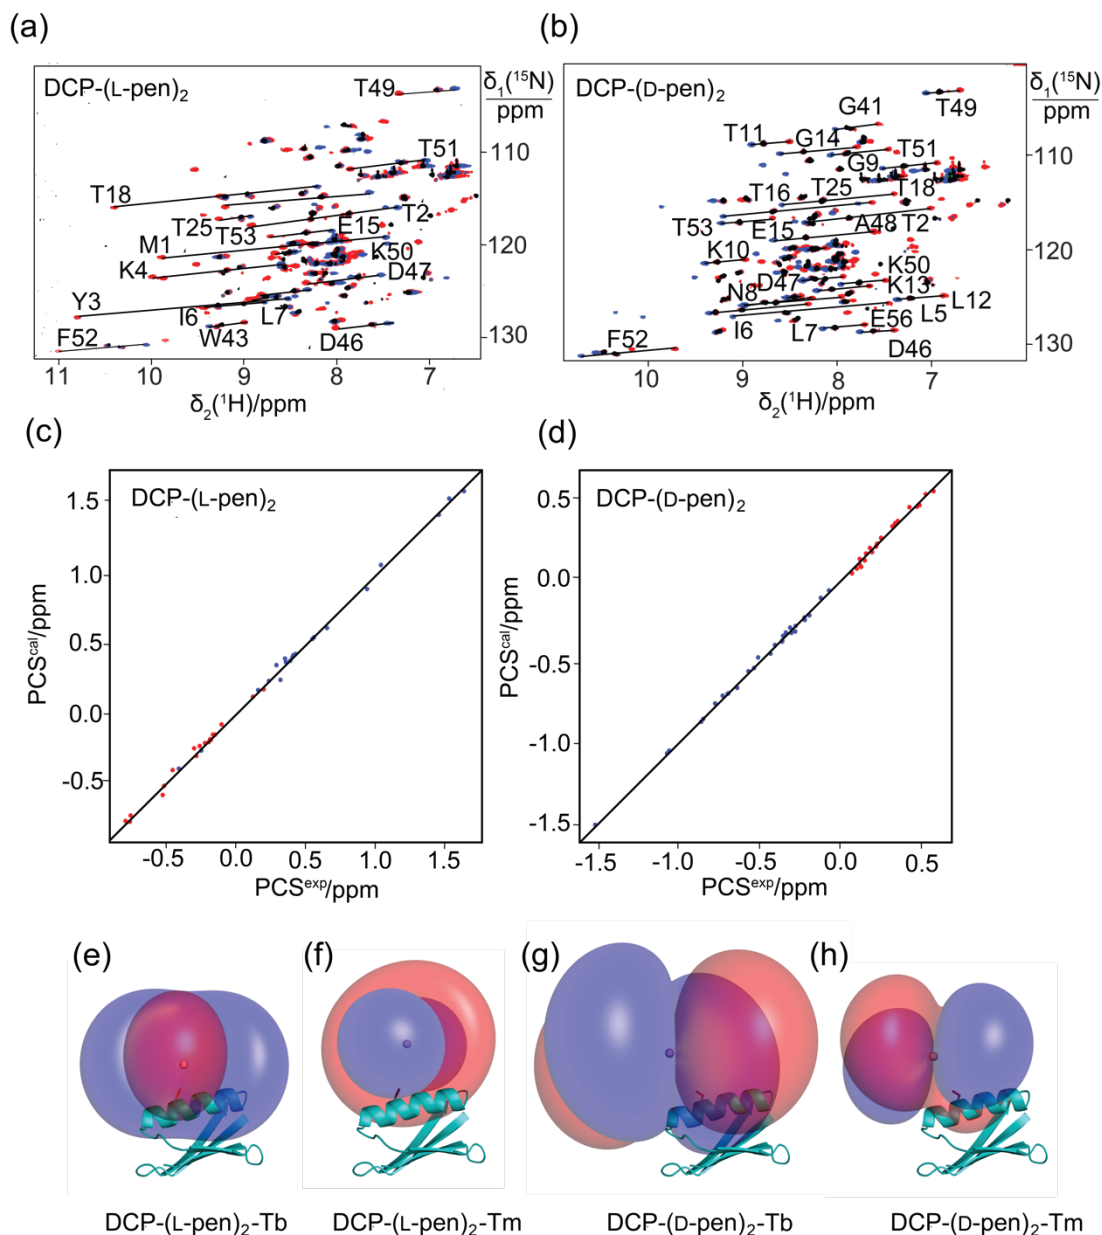 (a)
DCP-(L-pen)₂
T49
δ₁(¹⁵N)
ppm
T51
110
T18
T25
T53
E15
T2
120
M1
K50
K4
D47
Y3
I6
L7
W43
130
F52
D46
11
10
9
8
7
δ₂(¹H)/ppm
(b)
DCP-(D-pen)₂
δ₁(¹⁵N)
ppm
G41
T49
T11
G14
T51
110
G9
T16
T25
T18
T53
E15
A48
T2
K10
120
K50
D47
N8
K13
L12
I6
L5
L7
E56
F52
D46
130
10
9
8
7
δ₂(¹H)/ppm
(c)
DCP-(L-pen)₂
1.5
1.0
0.5
0.0
-0.5
PCSᶜᵃˡ/ppm
-0.5
0.0
0.5
1.0
1.5
PCSᵉˣᵖ/ppm
(d)
DCP-(D-pen)₂
0.5
0.0
-0.5
-1.0
-1.5
PCSᶜᵃˡ/ppm
-1.5
-1.0
-0.5
0.0
0.5
PCSᵉˣᵖ/ppm
(e)
(f)
(g)
(h)
DCP-(L-pen)₂-Tb
DCP-(L-pen)₂-Tm
DCP-(D-pen)₂-Tb
DCP-(D-pen)₂-Tm